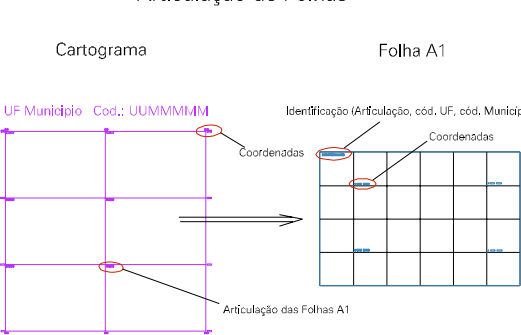 Articulação de Folhas
Cartograma
Folha A1
UF Municipio Cod.: UUMMMMM
Identificação (Articulação, cód. UF, cód. Municíp
Coordenadas
Coordenadas
Articulação das Folhas A1